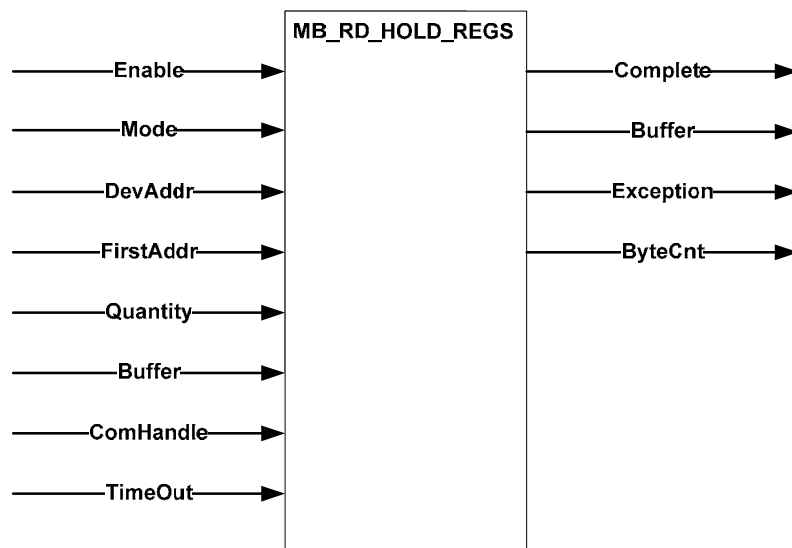 MB_RD_HOLD_REGS
Enable
Mode
DevAddr
FirstAddr
Quantity
Buffer
ComHandle
TimeOut
Complete
Buffer
Exception
ByteCnt